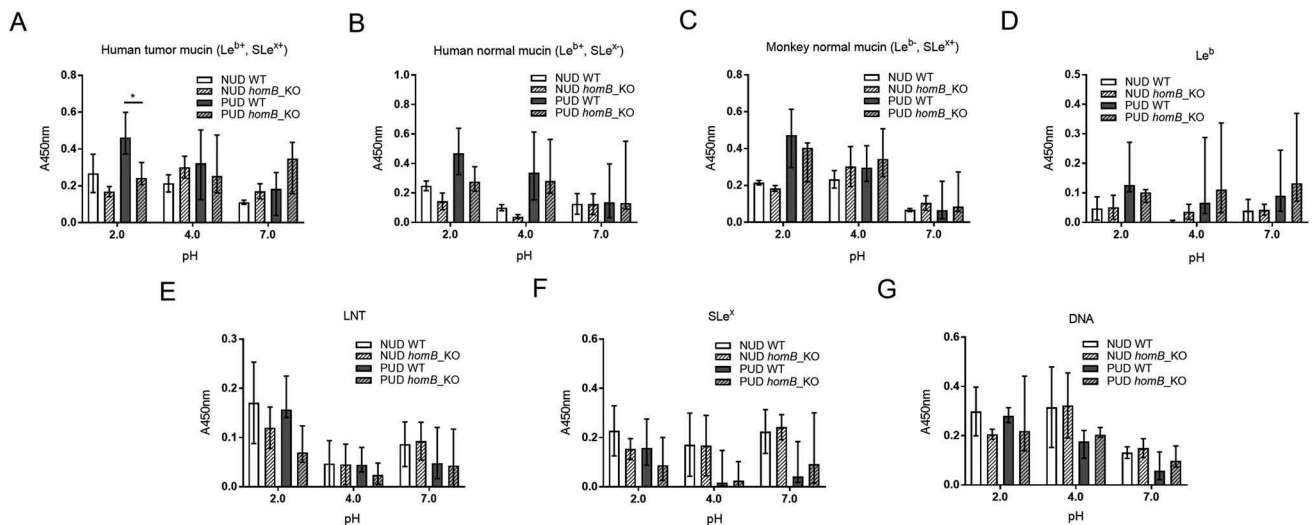 A
Human tumor mucin (Le^b+, SLe^x+)
NUD WT
NUD homB_KO
PUD WT
PUD homB_KO
*
A450nm
0.8
0.6
0.4
0.2
0.0
2.0 4.0 7.0
pH
B
Human normal mucin (Le^b+, SLe^x-)
NUD WT
NUD homB_KO
PUD WT
PUD homB_KO
A450nm
1.0
0.8
0.6
0.4
0.2
0.0
2.0 4.0 7.0
pH
C
Monkey normal mucin (Le^b-, SLe^x+)
NUD WT
NUD homB_KO
PUD WT
PUD homB_KO
A450nm
0.8
0.6
0.4
0.2
0.0
2.0 4.0 7.0
pH
D
Le^b
NUD WT
NUD homB_KO
PUD WT
PUD homB_KO
A450nm
0.5
0.4
0.3
0.2
0.1
0.0
2.0 4.0 7.0
pH
E
LNT
NUD WT
NUD homB_KO
PUD WT
PUD homB_KO
A450nm
0.3
0.2
0.1
0.0
2.0 4.0 7.0
pH
F
SLe^x
NUD WT
NUD homB_KO
PUD WT
PUD homB_KO
A450nm
0.6
0.4
0.2
0.0
2.0 4.0 7.0
pH
G
DNA
NUD WT
NUD homB_KO
PUD WT
PUD homB_KO
A450nm
0.6
0.4
0.2
0.0
2.0 4.0 7.0
pH